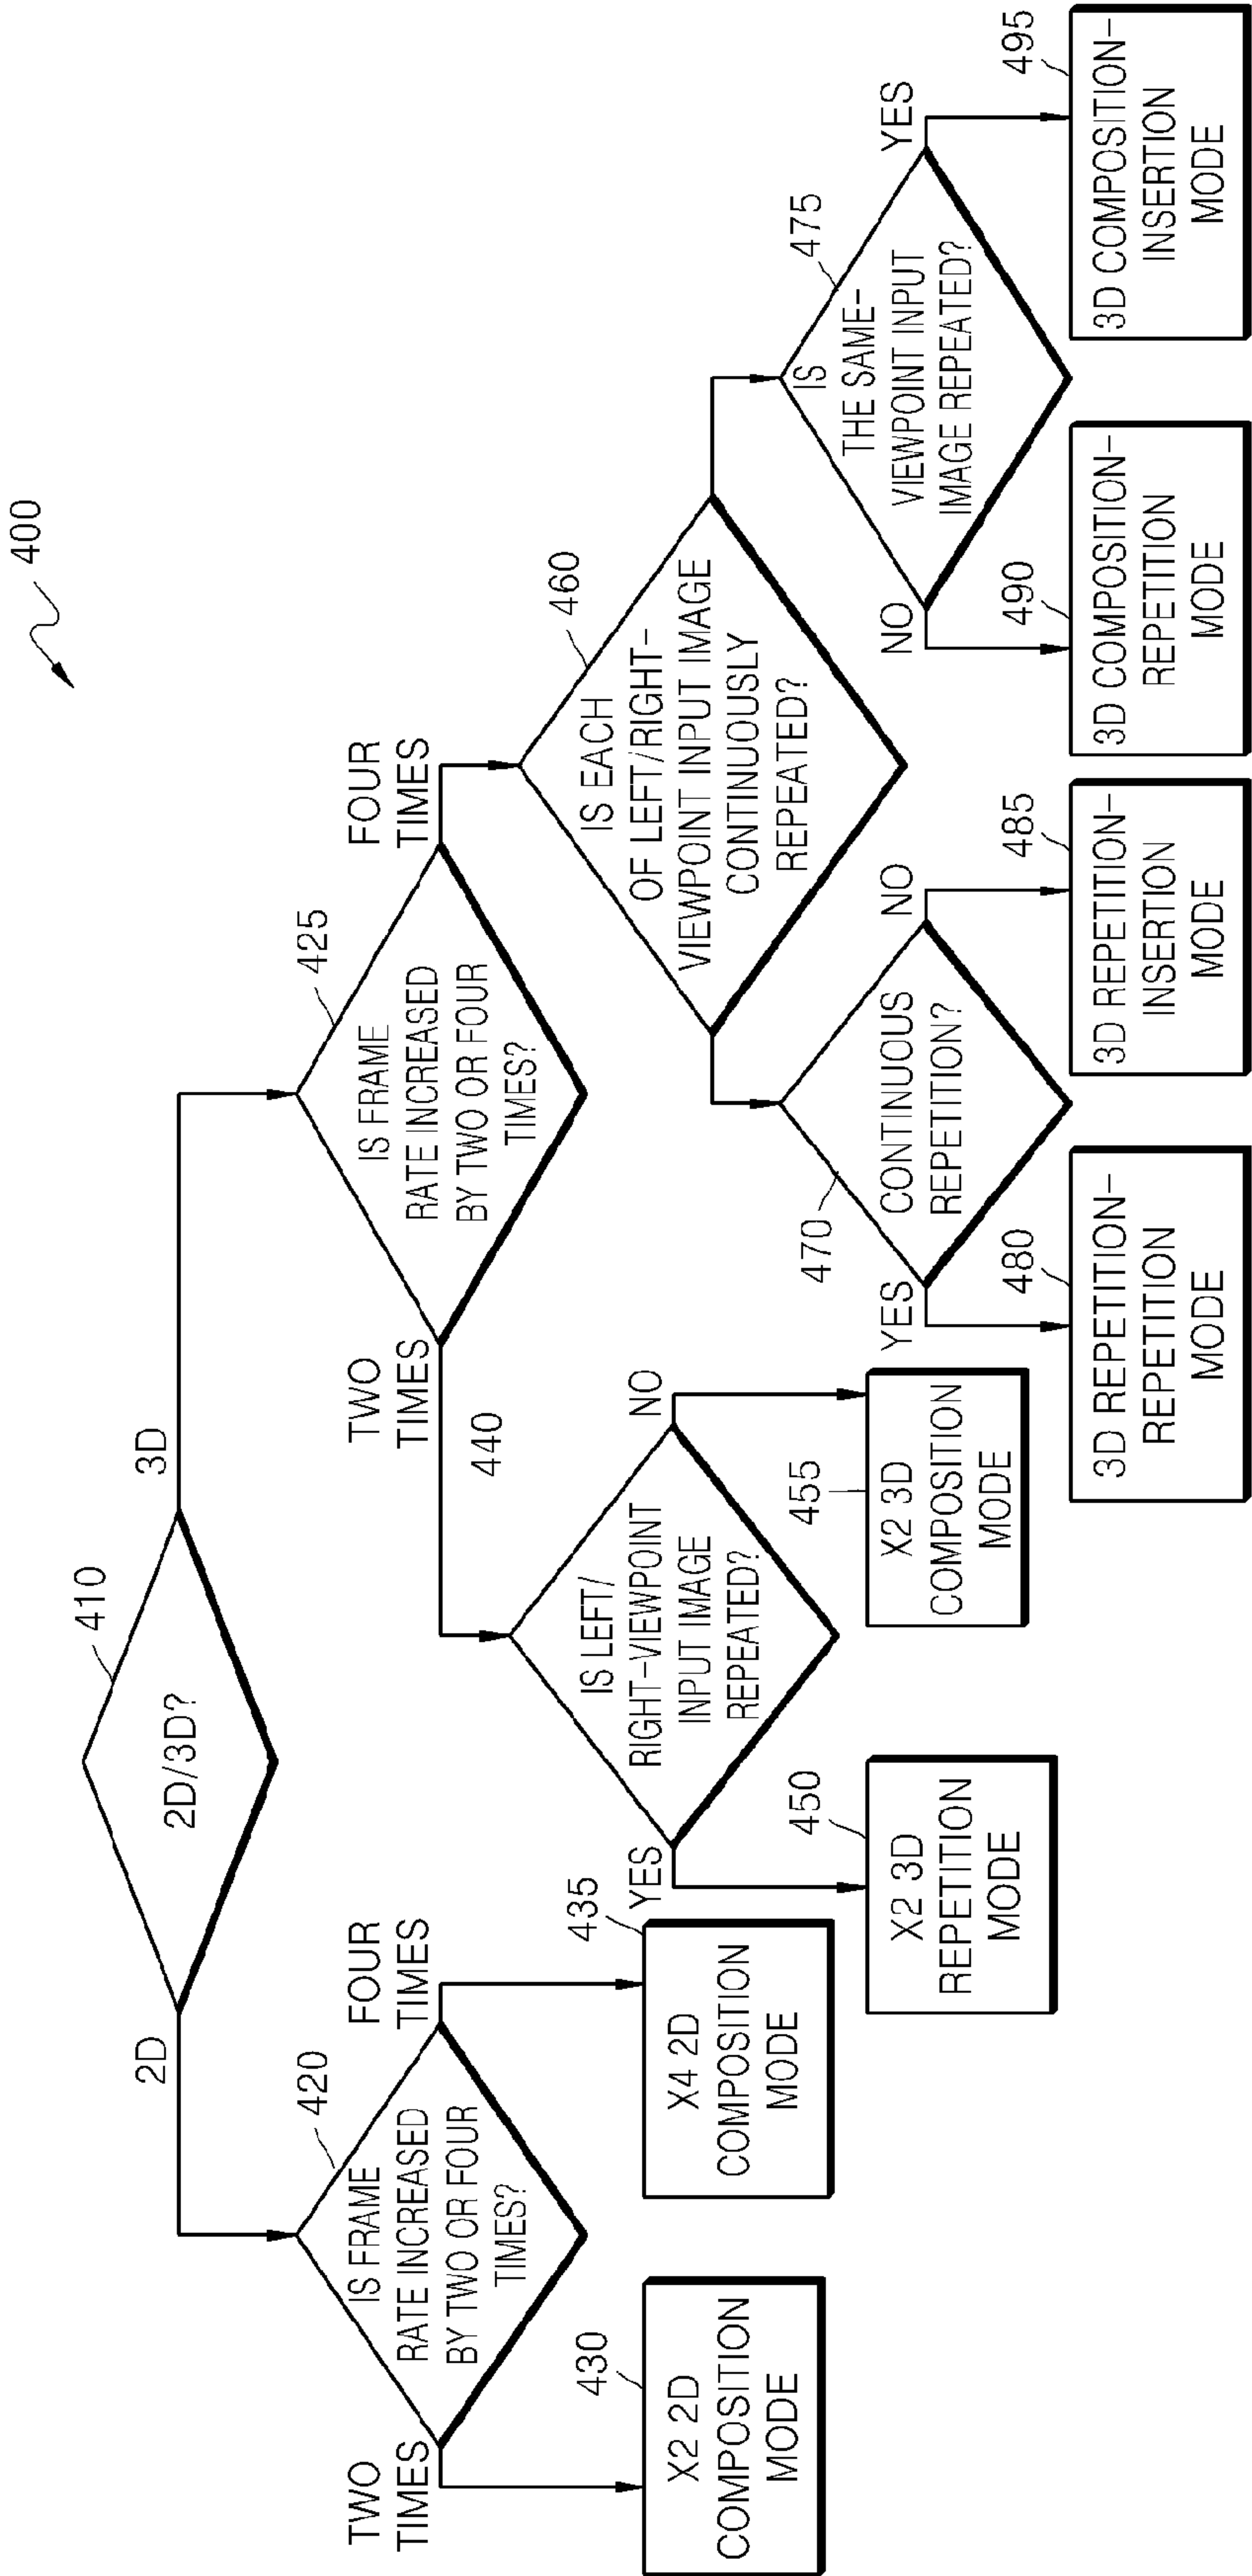 400
410
2D/3D?
2D
3D
420
IS FRAME
RATE INCREASED
BY TWO OR FOUR
TIMES?
TWO
TIMES
FOUR
TIMES
425
IS FRAME
RATE INCREASED
BY TWO OR FOUR
TIMES?
TWO
TIMES
FOUR
TIMES
430
X2 2D
COMPOSITION
MODE
435
X4 2D
COMPOSITION
MODE
440
IS LEFT/
RIGHT-VIEWPOINT
INPUT IMAGE
REPEATED?
YES
NO
460
IS EACH
OF LEFT/RIGHT-
VIEWPOINT INPUT IMAGE
CONTINUOUSLY
REPEATED?
450
X2 3D
REPETITION
MODE
455
X2 3D
COMPOSITION
MODE
470
CONTINUOUS
REPETITION?
YES
NO
475
IS
THE SAME-
VIEWPOINT INPUT
IMAGE REPEATED?
NO
YES
480
3D REPETITION-
REPETITION
MODE
485
3D REPETITION-
INSERTION
MODE
490
3D COMPOSITION-
REPETITION
MODE
495
3D COMPOSITION-
INSERTION
MODE